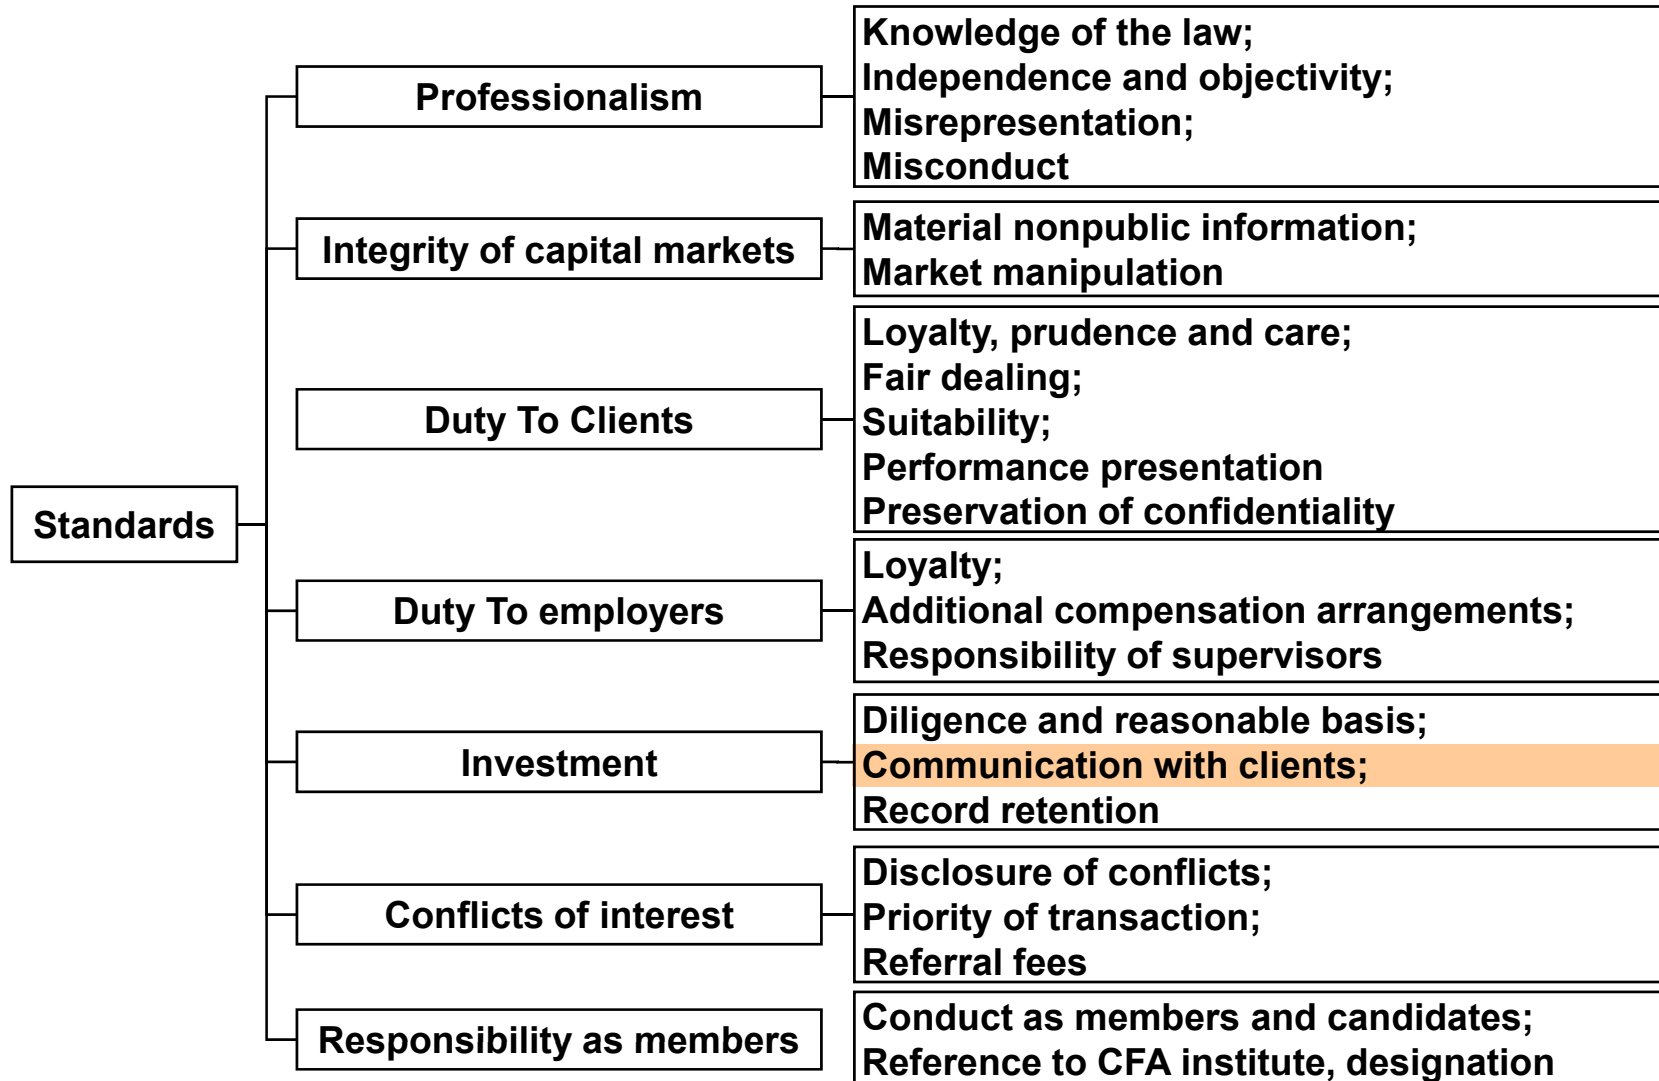 Standards
Professionalism
Knowledge of the law;
Independence and objectivity;
Misrepresentation;
Misconduct
Integrity of capital markets
Material nonpublic information;
Market manipulation
Duty To Clients
Loyalty, prudence and care;
Fair dealing;
Suitability;
Performance presentation
Preservation of confidentiality
Duty To employers
Loyalty;
Additional compensation arrangements;
Responsibility of supervisors
Investment
Diligence and reasonable basis;
Communication with clients;
Record retention
Conflicts of interest
Disclosure of conflicts;
Priority of transaction;
Referral fees
Responsibility as members
Conduct as members and candidates;
Reference to CFA institute, designation